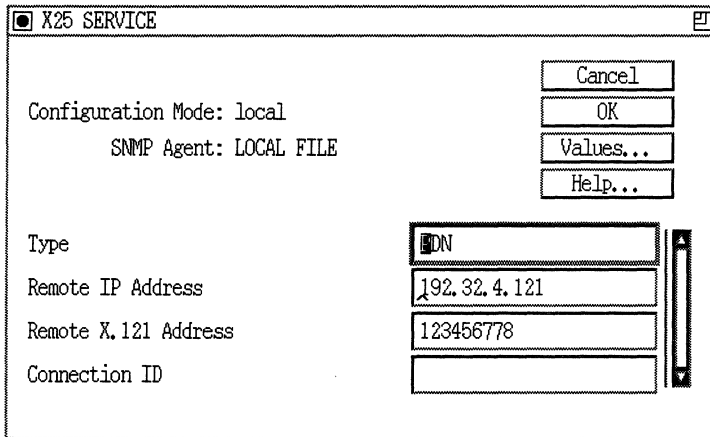 X25 SERVICE
Cancel
Configuration Mode: local
OK
SNMP Agent: LOCAL FILE
Values...
Help...
Type
PDN
Remote IP Address
192.32.4.121
Remote X.121 Address
123456778
Connection ID